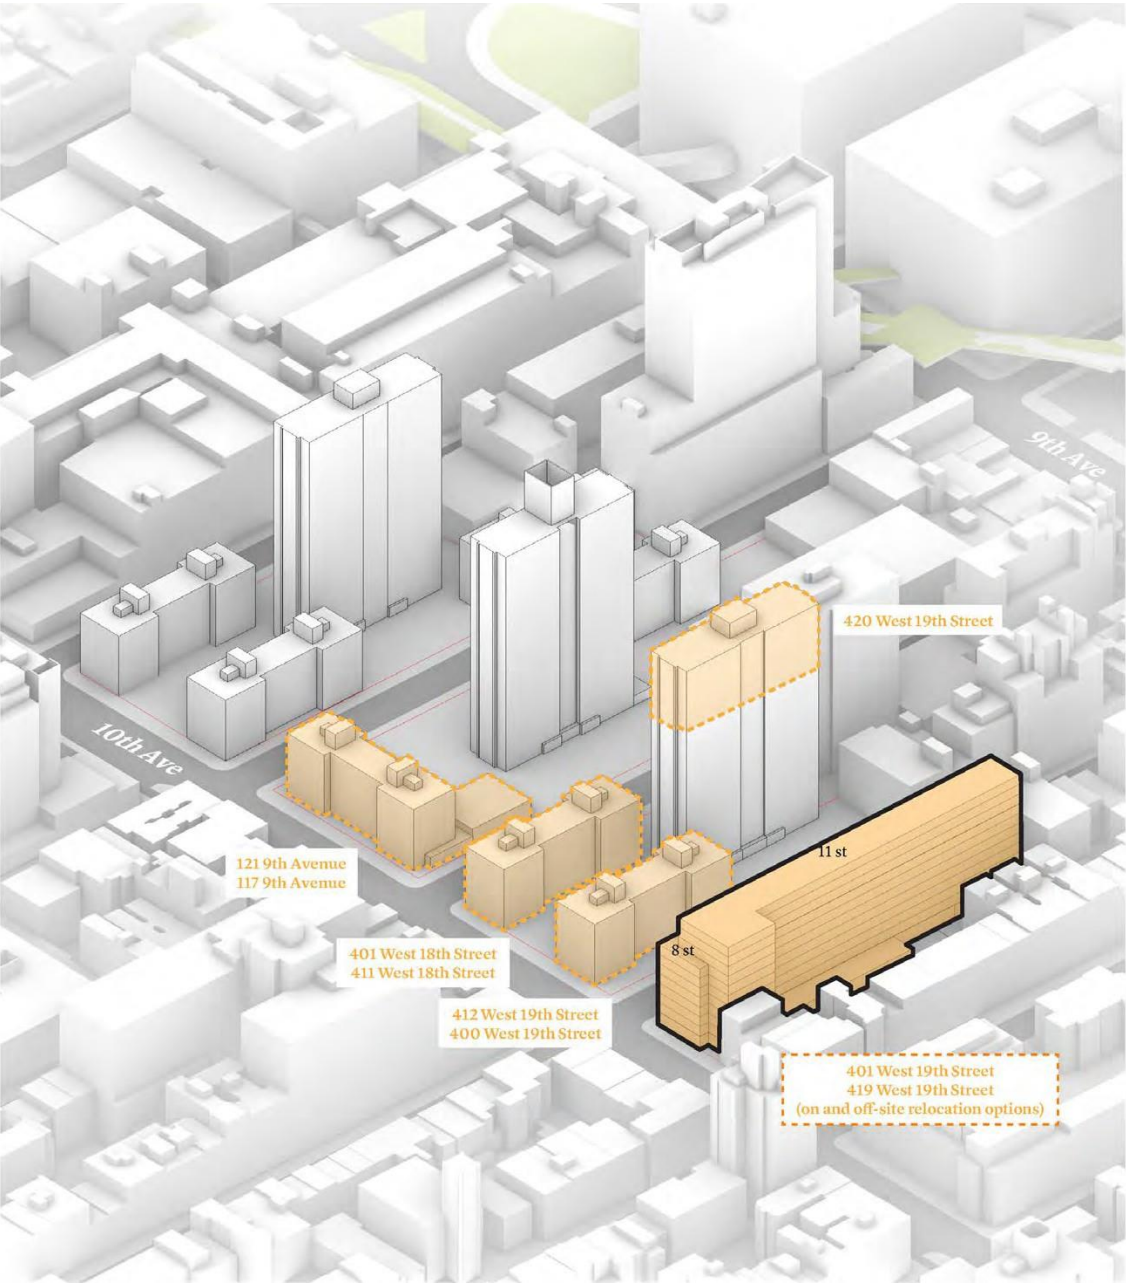 9th Ave
420 West 19th Street
10th Ave
11 st
121 9th Avenue
117 9th Avenue
8 st
401 West 18th Street
411 West 18th Street
412 West 19th Street
400 West 19th Street
401 West 19th Street
419 West 19th Street
(on and off-site relocation options)